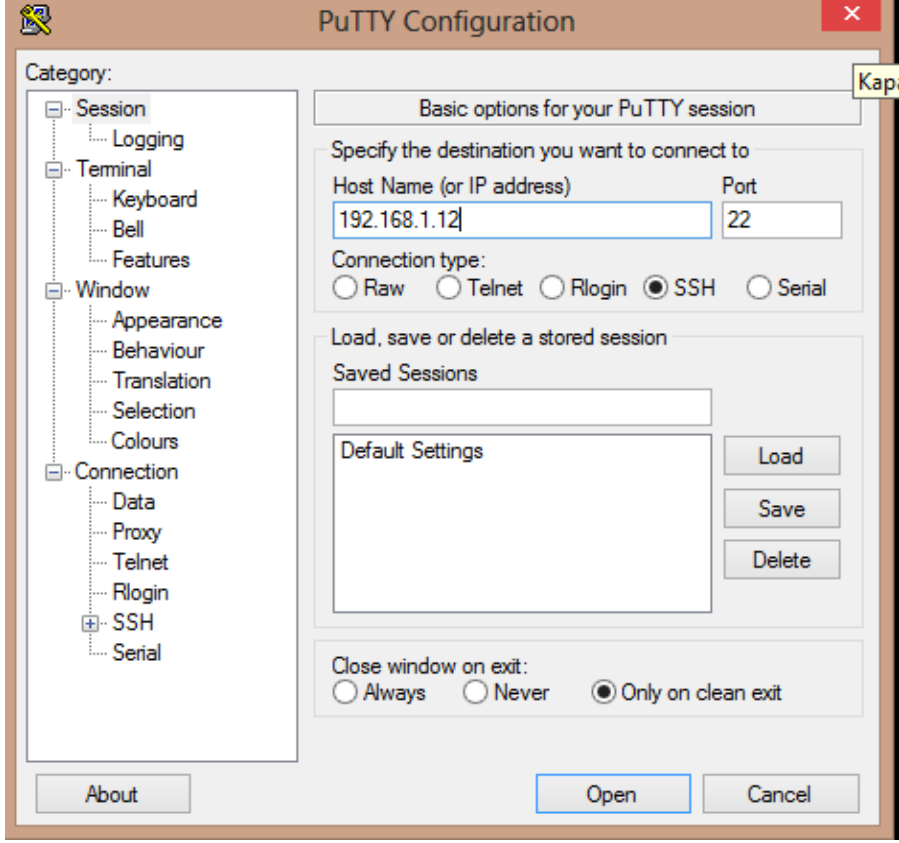 PuTTY Configuration
Category:
Session
Logging
Terminal
Keyboard
Bell
Features
Window
Appearance
Behaviour
Translation
Selection
Colours
Connection
Data
Proxy
Telnet
Rlogin
SSH
Serial
Basic options for your PuTTY session
Specify the destination you want to connect to
Host Name (or IP address) Port
192.168.1.12 22
Connection type:
Raw Telnet Rlogin SSH Serial
Load, save or delete a stored session
Saved Sessions
Default Settings
Load
Save
Delete
Close window on exit:
Always Never Only on clean exit
About Open Cancel